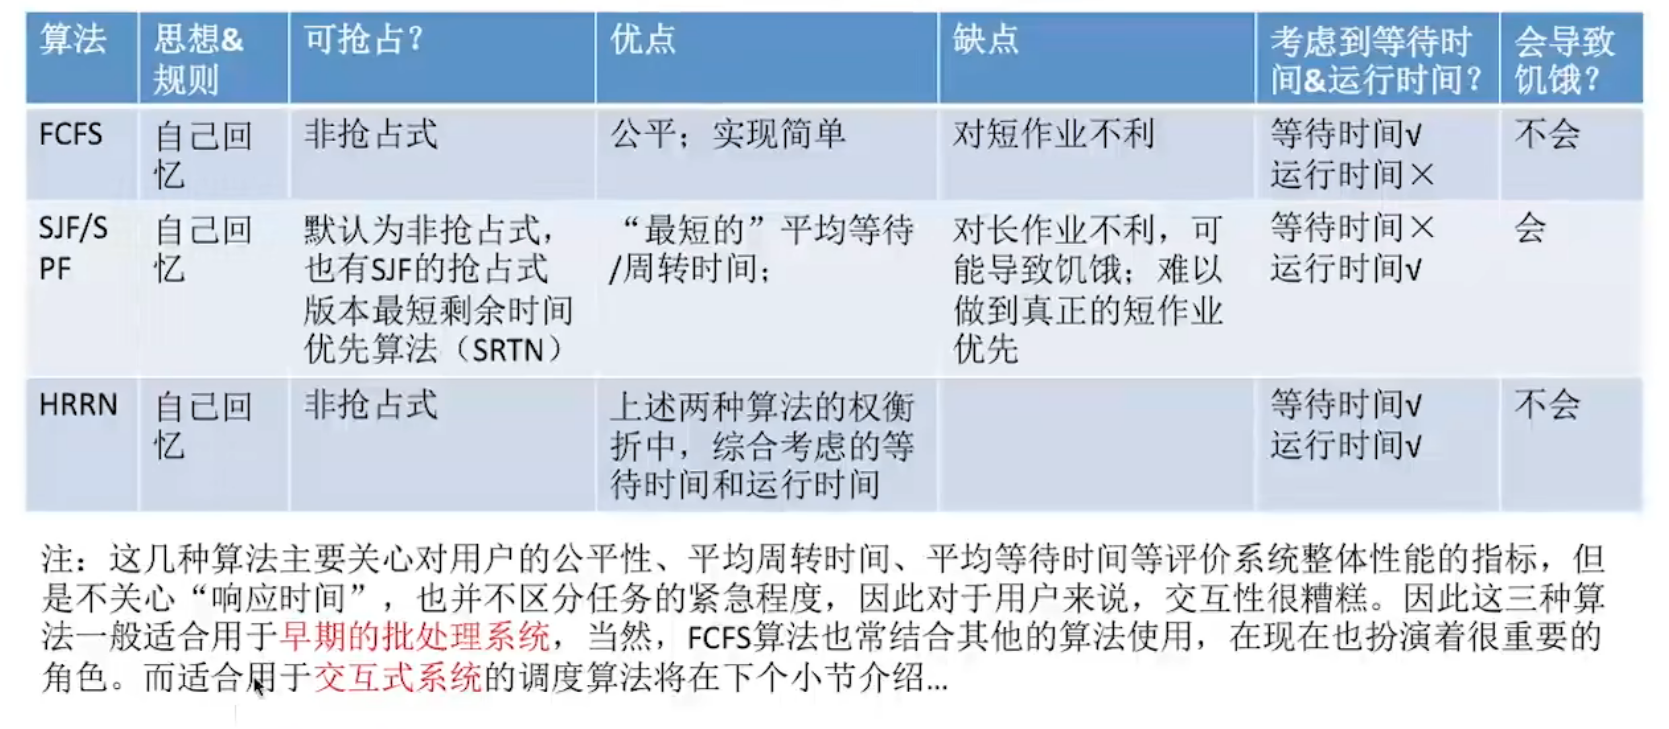 算法
思想&
规则
可抢占？
优点
缺点
考虑到等待时
间&运行时间？
会导致
饥饿？
FCFS
自己回
忆
非抢占式
公平；实现简单
对短作业不利
等待时间√
运行时间×
不会
SJF/S
PF
自己回
忆
默认为非抢占式，
也有SJF的抢占式
版本最短剩余时间
优先算法（SRTN）
“最短的”平均等待
/周转时间；
对长作业不利，可
能导致饥饿；难以
做到真正的短作业
优先
等待时间×
运行时间√
会
HRRN
自己回
忆
非抢占式
上述两种算法的权衡
折中，综合考虑的等
待时间和运行时间
等待时间√
运行时间√
不会
注：这几种算法主要关心对用户的公平性、平均周转时间、平均等待时间等评价系统整体性能的指标，但
是不关心“响应时间”，也并不区分任务的紧急程度，因此对于用户来说，交互性很糟糕。因此这三种算
法一般适合用于早期的批处理系统，当然，FCFS算法也常结合其他的算法使用，在现在也扮演着很重要的
角色。而适合用于交互式系统的调度算法将在下个小节介绍...